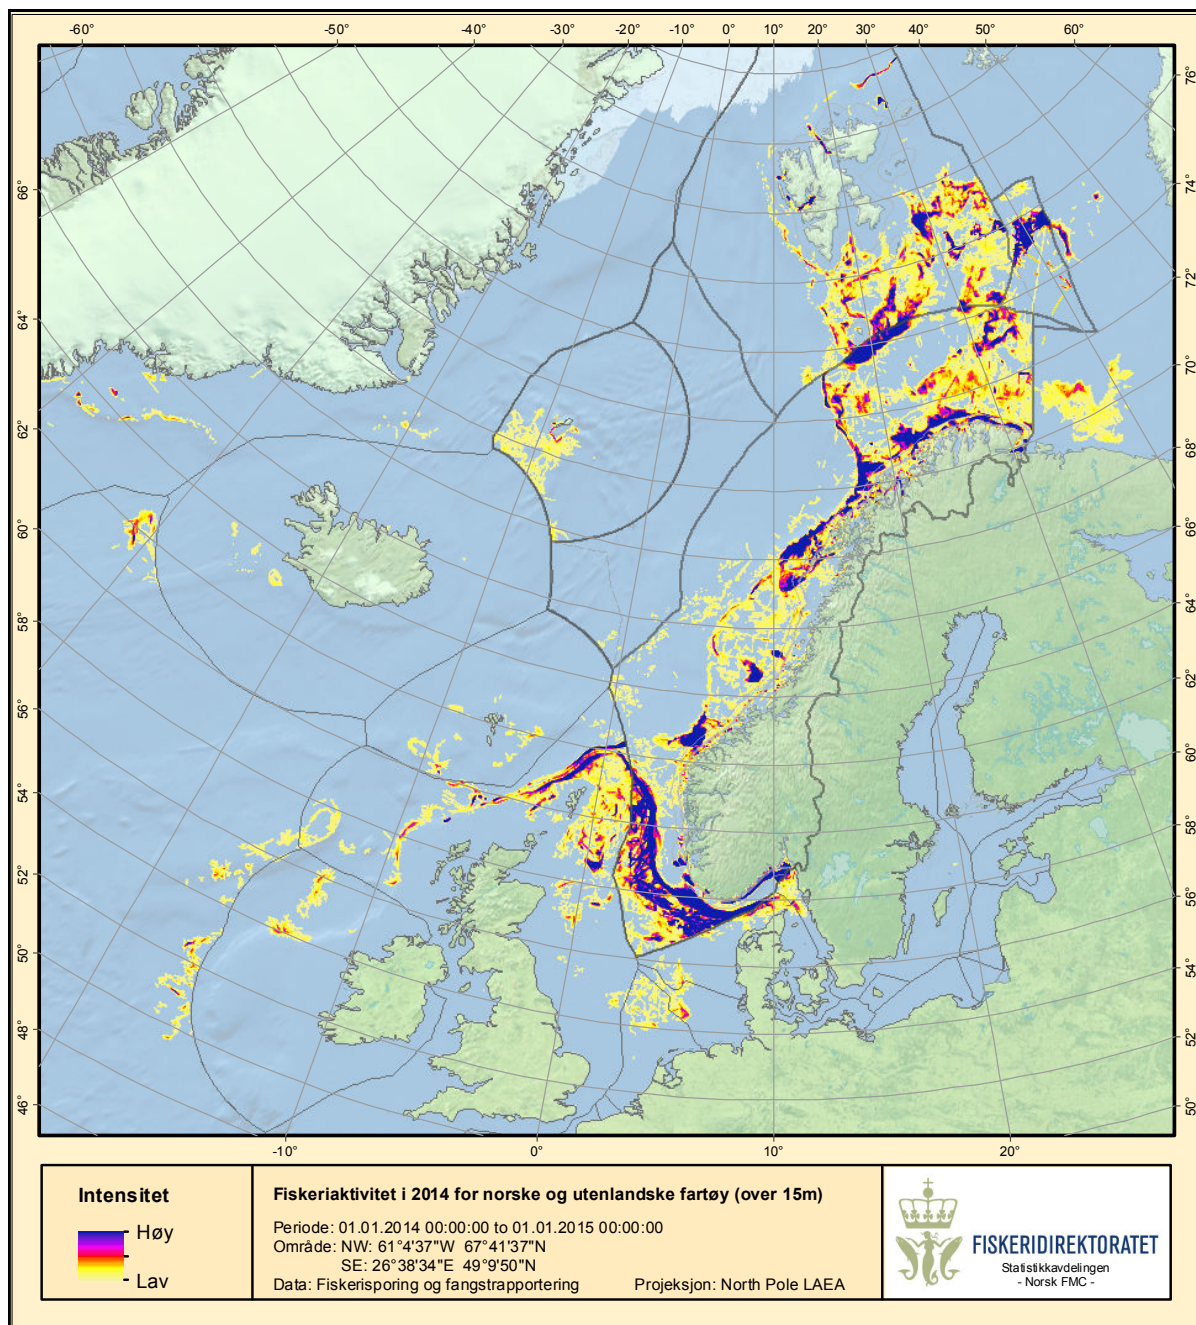 -60° -50° -40° -30° -20° -10° 0° 10° 20° 30° 40° 50° 60°
76°
66°
72°
64°
70°
62°
68°
60°
66°
58°
64°
56°
62°
54°
60°
58°
52°
56°
50°
54°
48°
52°
46°
50°
-10° 0° 10° 20°
Intensitet
Høy
Lav
Fiskeriaktivitet i 2014 for norske og utenlandske fartøy (over 15m)
Periode: 01.01.2014 00:00:00 to 01.01.2015 00:00:00
Område: NW: 61°4'37"W 67°41'37"N
SE: 26°38'34"E 49°9'50"N
Data: Fiskerisporing og fangstrapportering Projeksjon: North Pole LAEA
FISKERIDIREKTORATET
Statistikkavdelingen
- Norsk FMC -